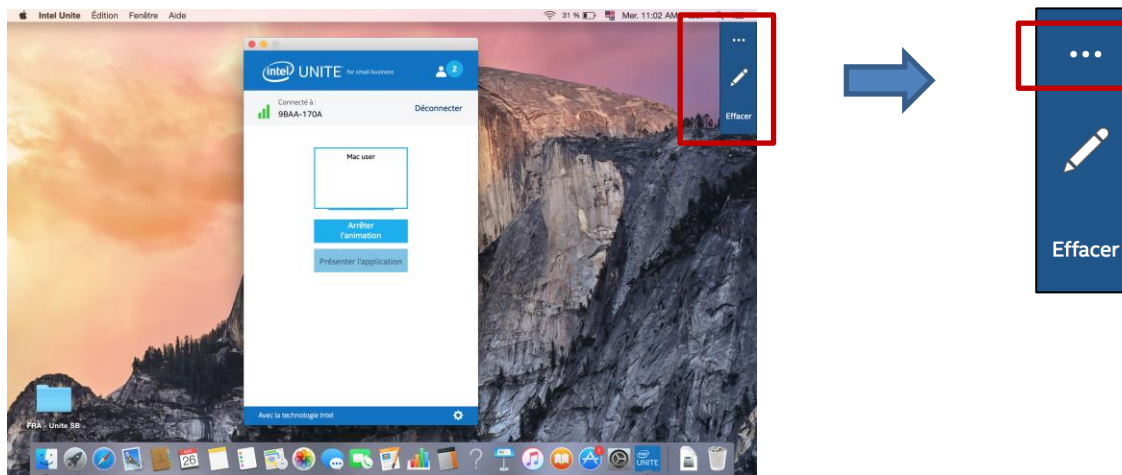 Intel Unite Édition Fenêtre Aide
31 % Mer. 11:02 AM
intel UNITE for small business
2
Connecté à :
9BAA-170A
Déconnecter
Mac user
Arrêter
l'animation
Présenter l'application
Avec la technologie Intel
Effacer
FRA - Unite SB
26
UNITE
Effacer